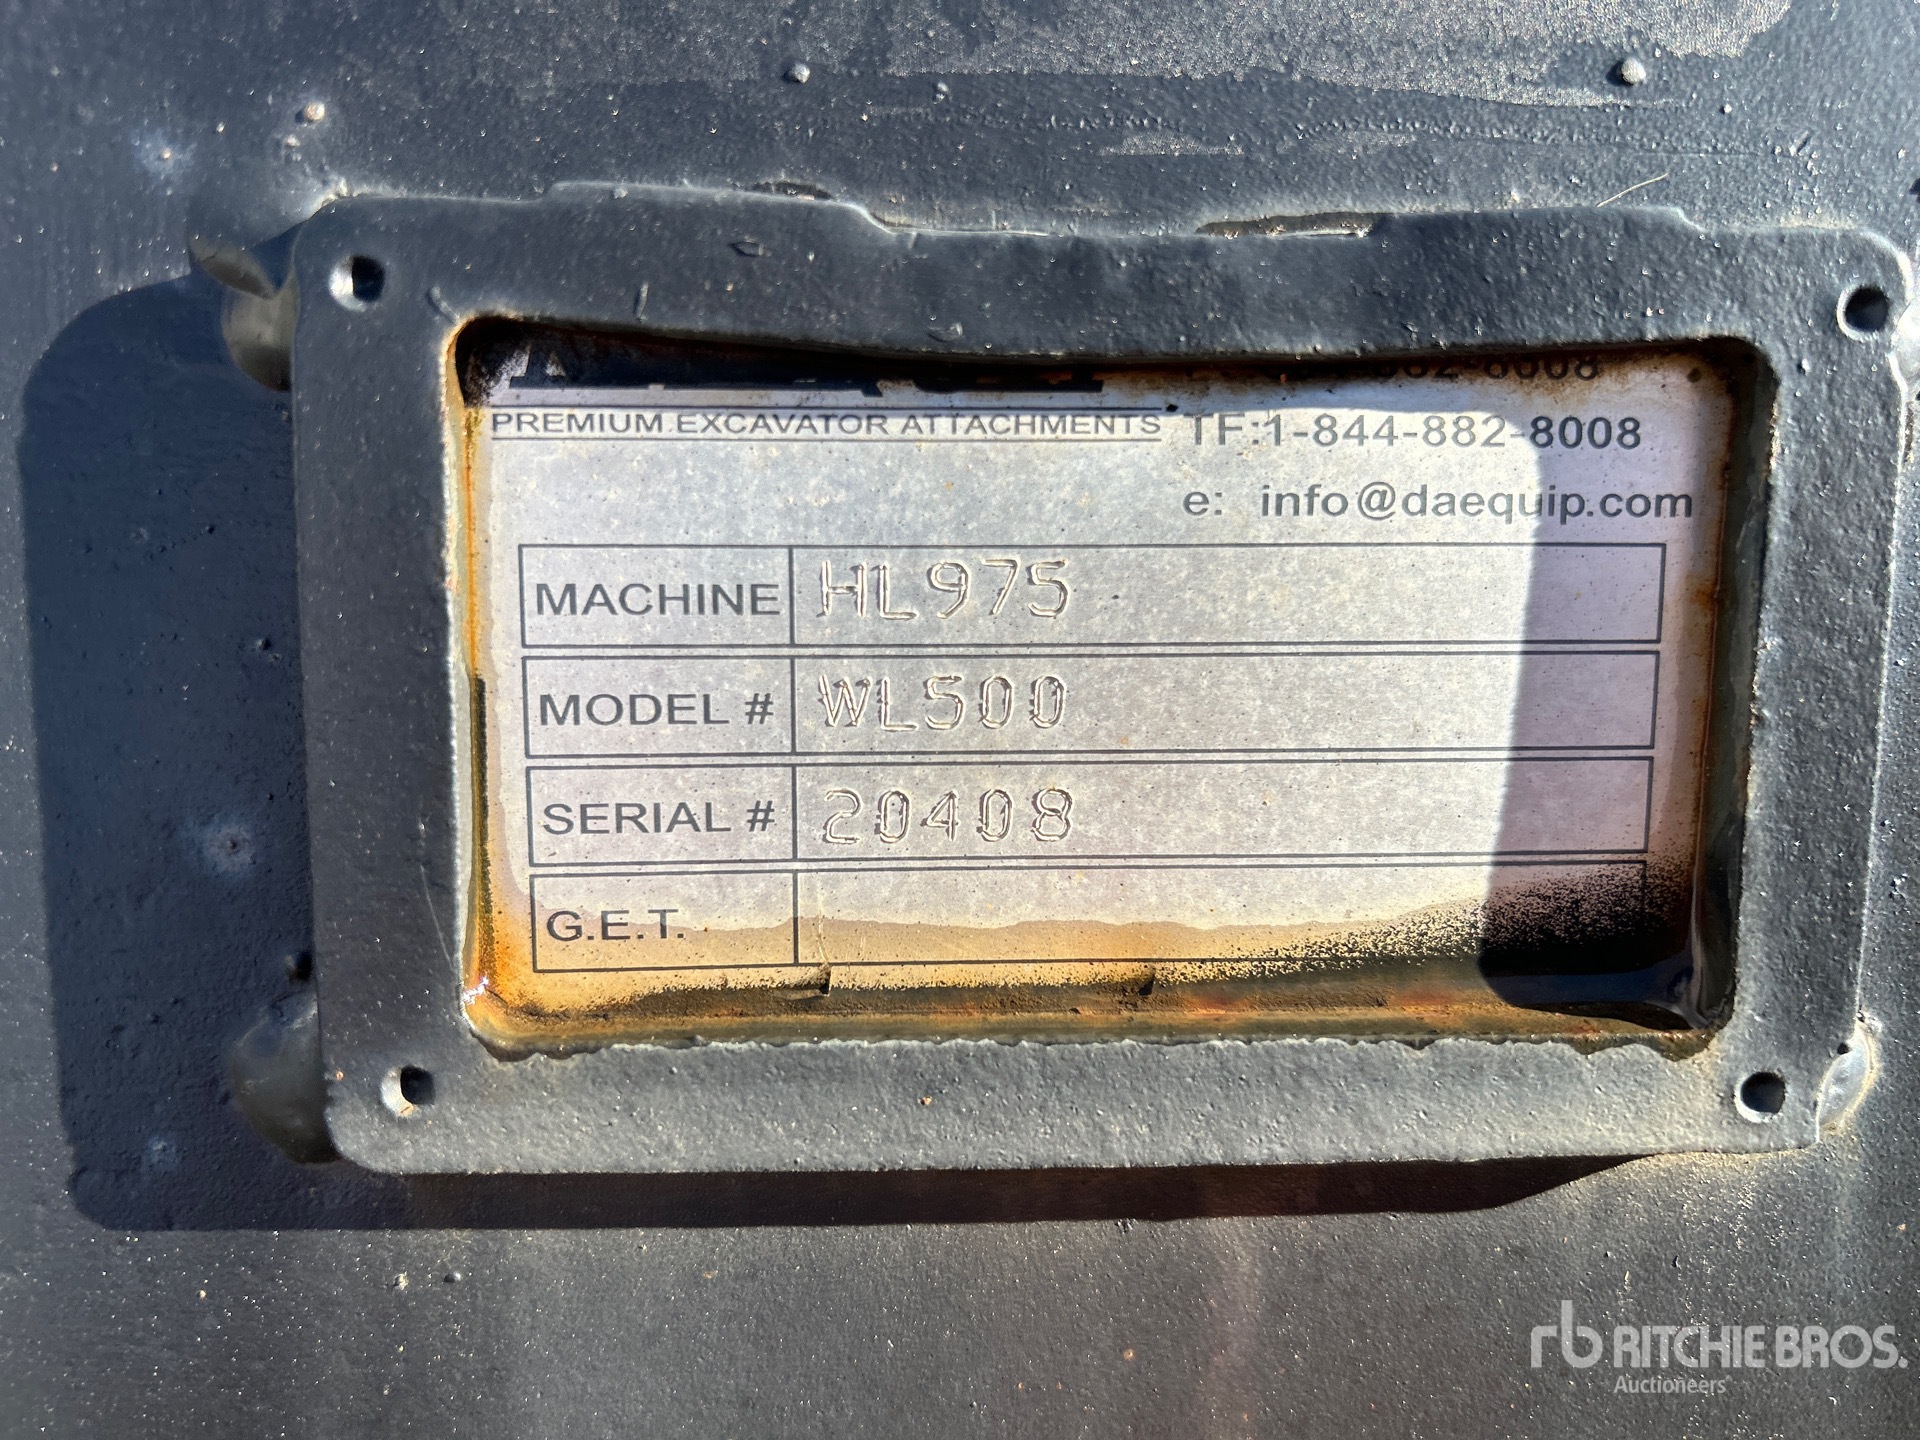 PREMIUM EXCAVATOR ATTACHMENTS
TF:1-844-882-8008
e: info@daequip.com
MACHINE HL975
MODEL # WL500
SERIAL # 20408
G.E.T.
rb RITCHIE BROS.
Auctioneers